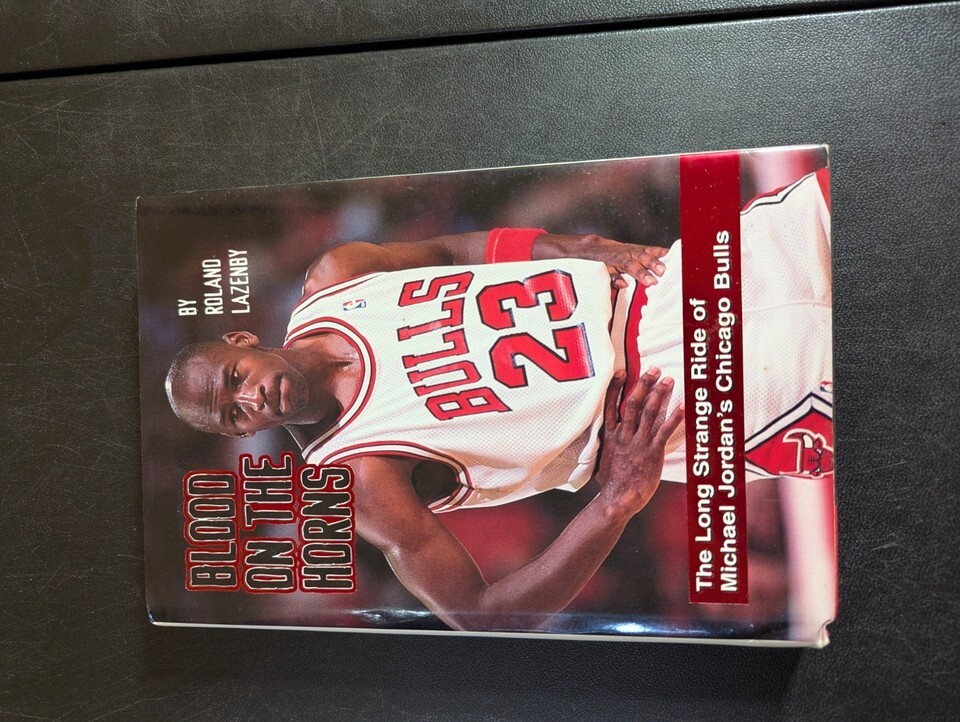 BY
ROLAND
LAZENBY
BLOOD
ON THE
HORNS
BULLS
23
The Long Strange Ride of
Michael Jordan's Chicago Bulls